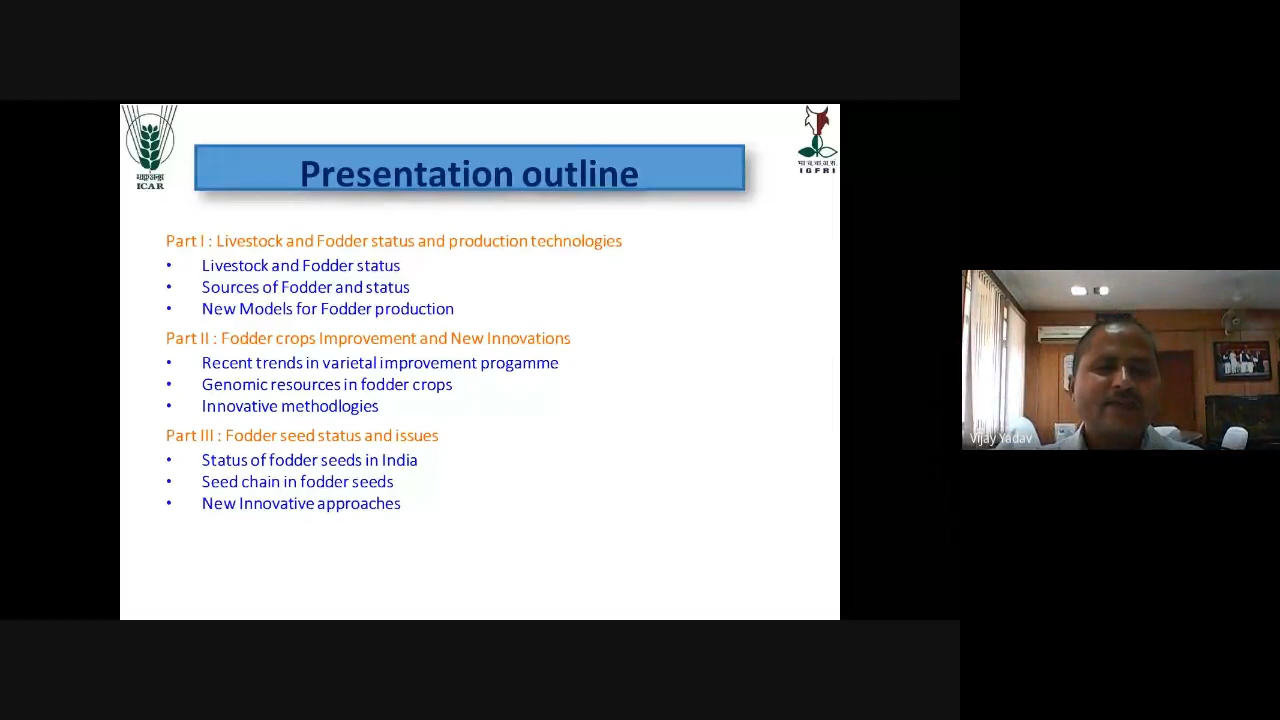 ICAR
IGFRI
Presentation outline
Part I : Livestock and Fodder status and production technologies
• Livestock and Fodder status
• Sources of Fodder and status
• New Models for Fodder production
Part II : Fodder crops Improvement and New Innovations
• Recent trends in varietal improvement progamme
• Genomic resources in fodder crops
• Innovative methodlogies
Part III : Fodder seed status and issues
• Status of fodder seeds in India
• Seed chain in fodder seeds
• New Innovative approaches
Vijay Yadav